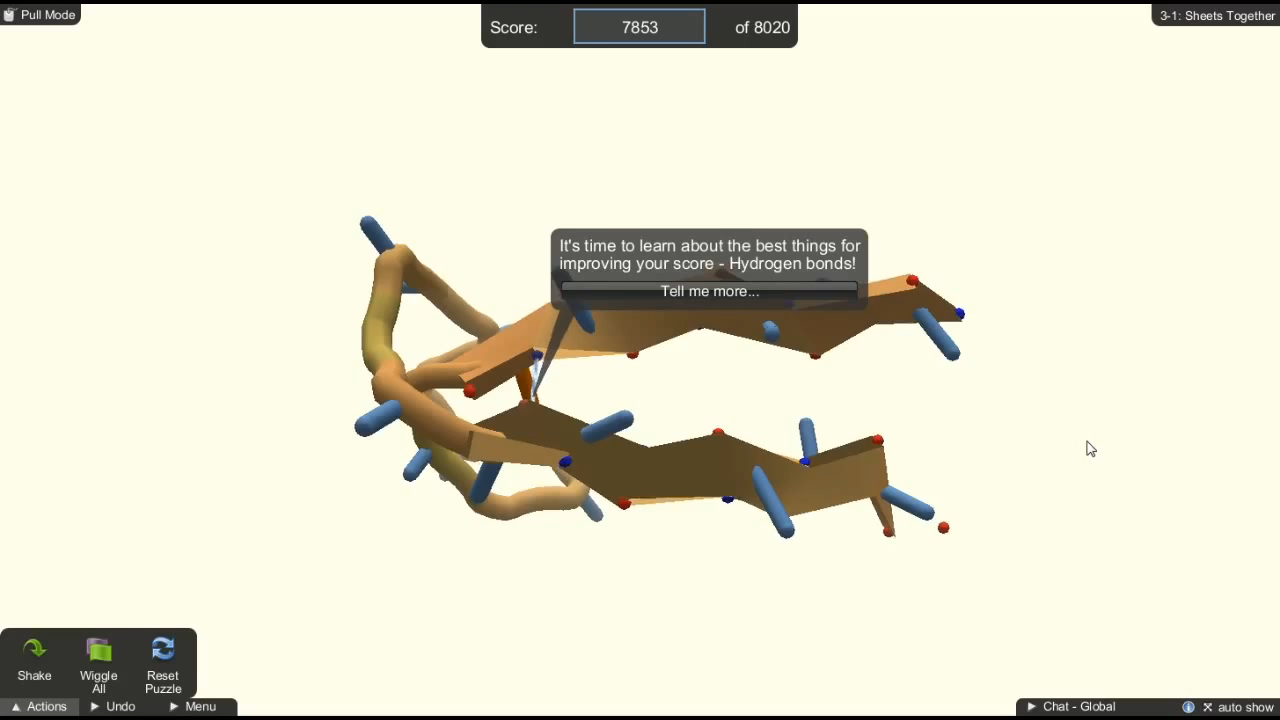 Pull Mode
Score: 7853 of 8020
3-1: Sheets Together
It's time to learn about the best things for
improving your score - Hydrogen bonds!
Tell me more...
Shake
Wiggle All
Reset Puzzle
Actions
Undo
Menu
Chat - Global
auto show